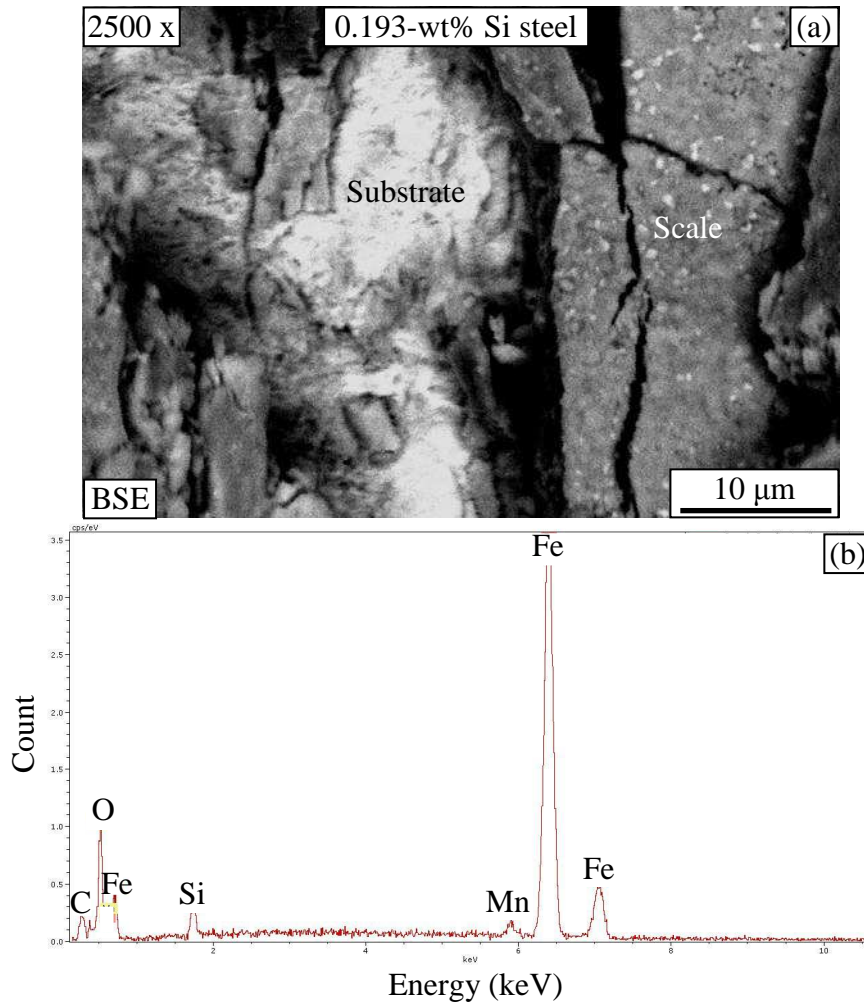 2500 x
0.193-wt% Si steel
(a)
Substrate
Scale
BSE
10 μm
cps/eV
(b)
Fe
3.5
3.0
2.5
2.0
1.5
1.0
0.5
0.0
Count
O
C
Fe
Si
Mn
Fe
2
4
6
8
10
keV
Energy (keV)